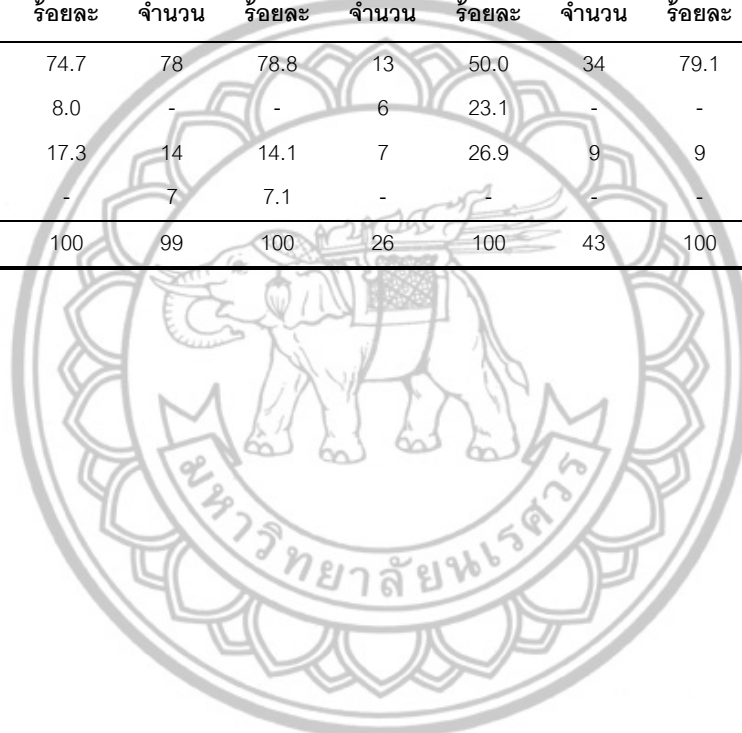 ร้อยละ จำนวน ร้อยละ จำนวน ร้อยละ จำนวน ร้อยละ
74.7 78 78.8 13 50.0 34 79.1
8.0 - - 6 23.1 - -
17.3 14 14.1 7 26.9 9 9
- 7 7.1 - - - -
100 99 100 26 100 43 100
มหาวิทยาลัยนเรศวร